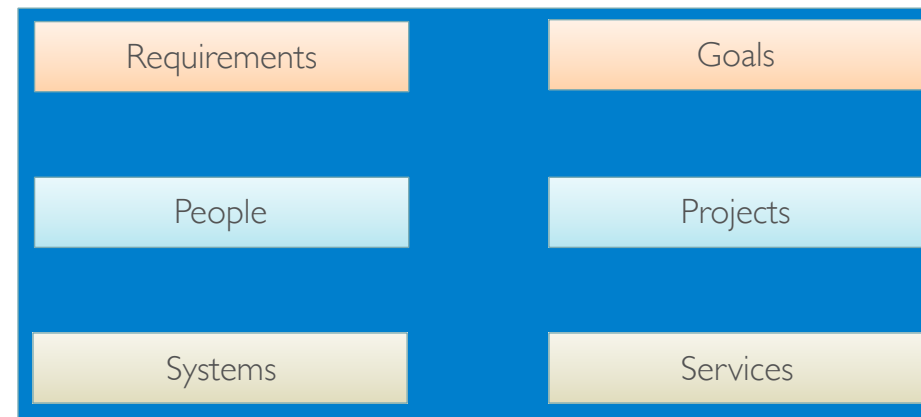 Requirements
Goals
People
Projects
Systems
Services